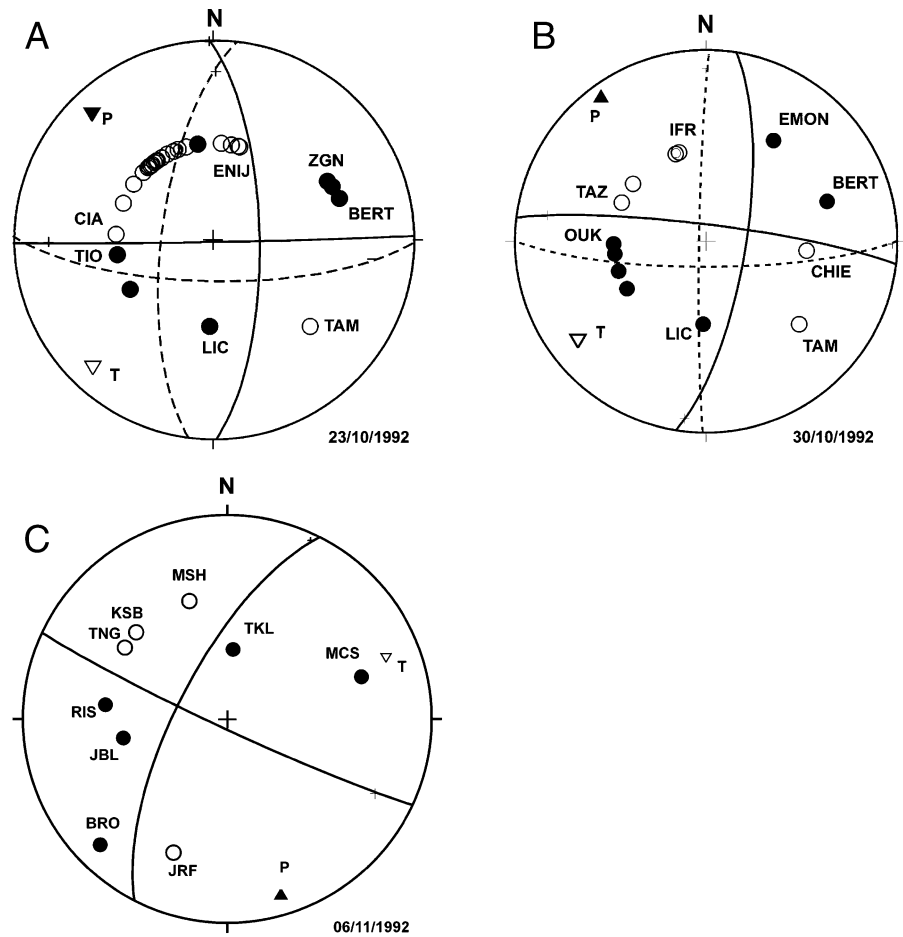 A
N
P
ENIJ
ZGN
BERT
CIA
TIO
LIC
TAM
T
23/10/1992
B
N
P
IFR
EMON
TAZ
BERT
OUK
CHIE
T
LIC
TAM
30/10/1992
C
N
MSH
KSB
TNG
TKL
MCS
T
RIS
JBL
BRO
JRF
P
06/11/1992